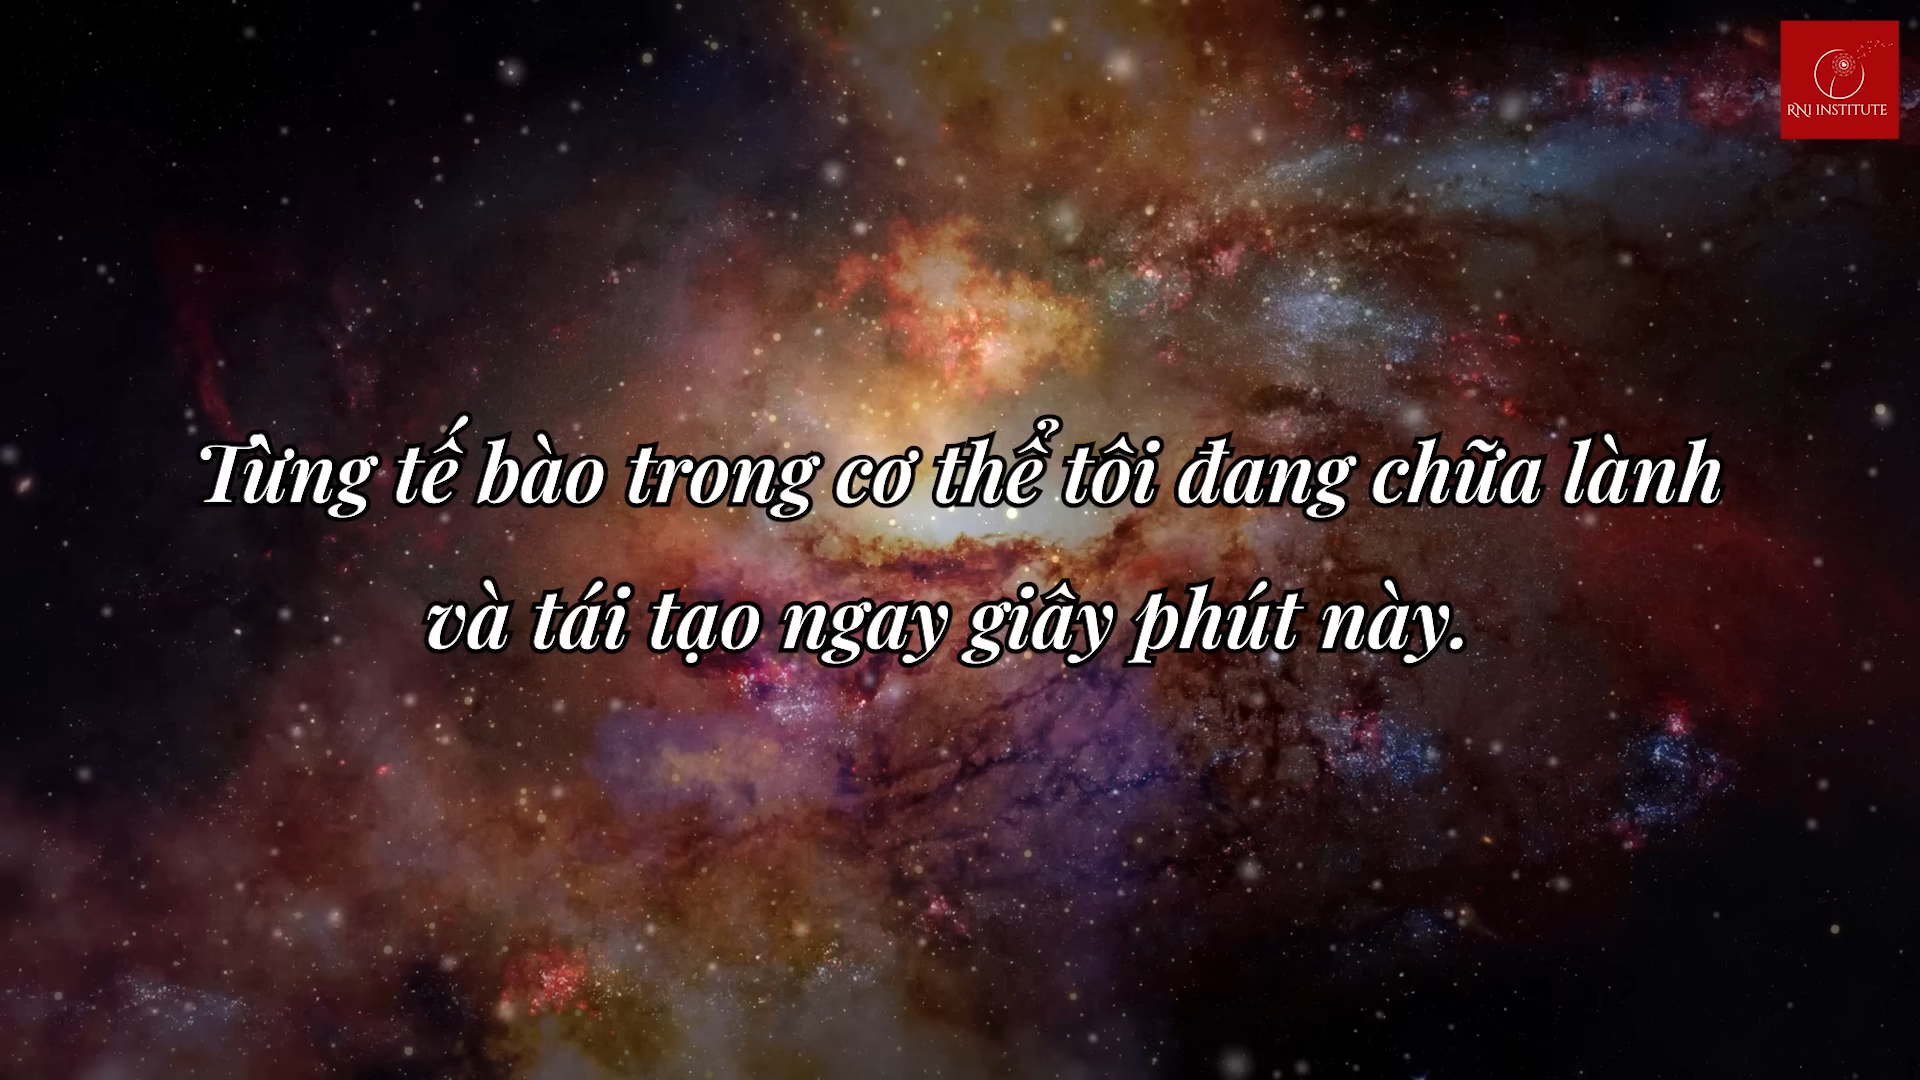 RNI INSTITUTE
Từng tế bào trong cơ thể tôi đang chữa lành
và tái tạo ngay giây phút này.